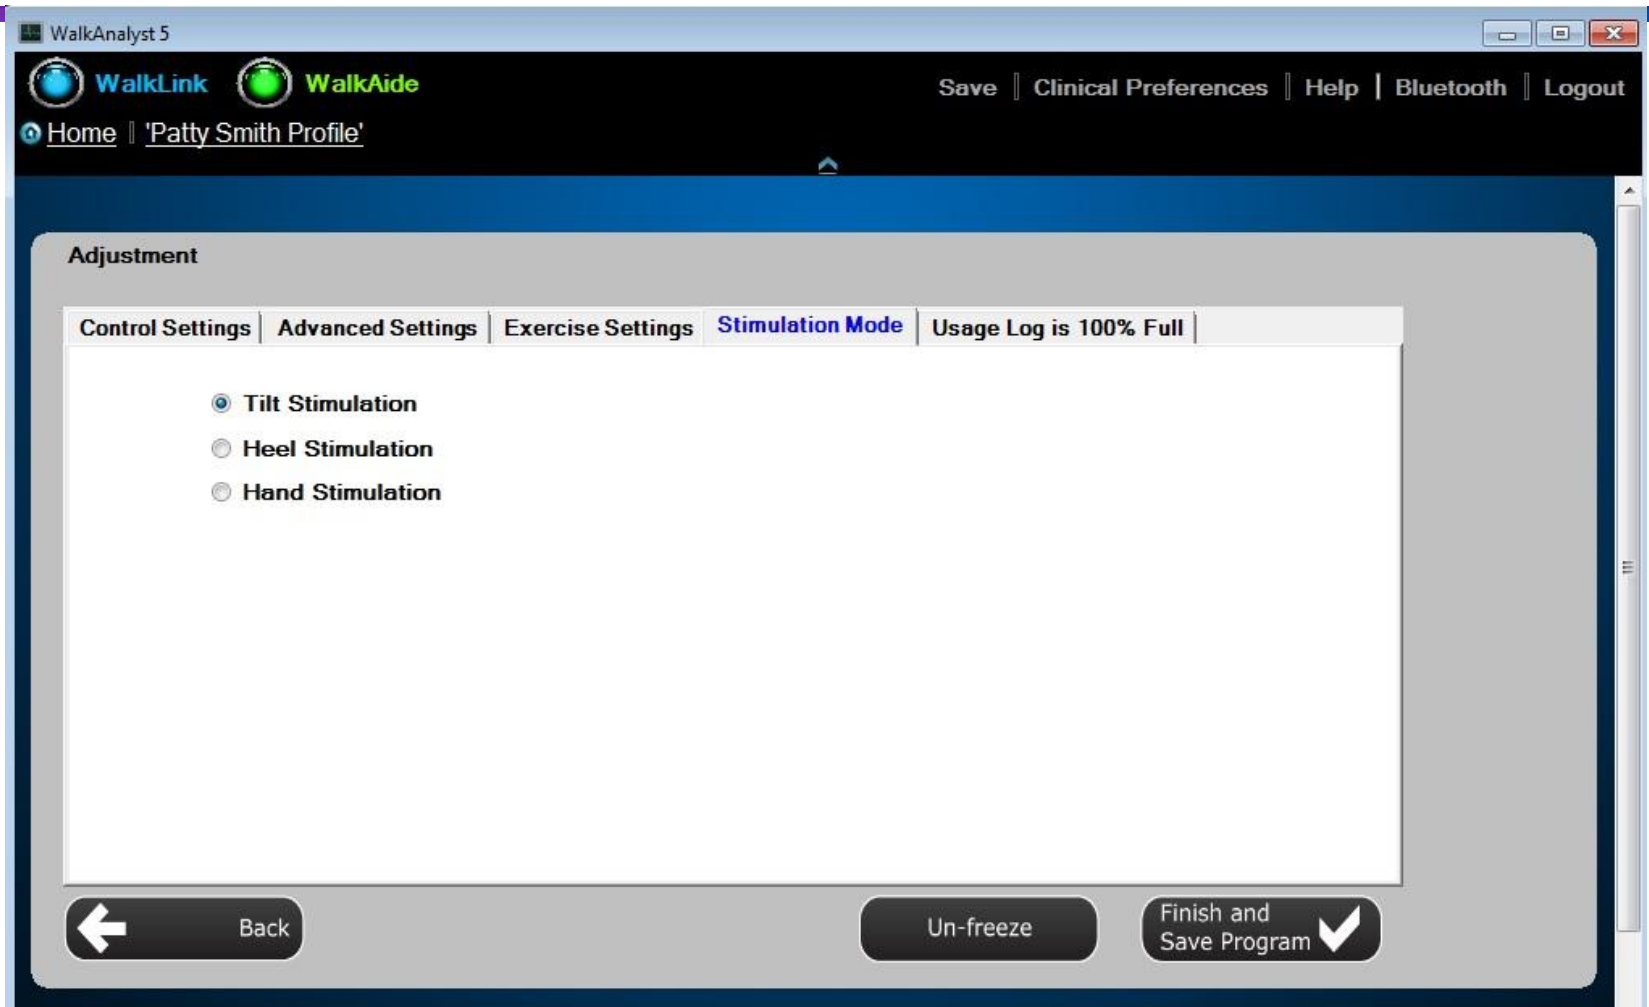 WalkAnalyst 5
WalkLink WalkAide
Save Clinical Preferences Help Bluetooth Logout
Home 'Patty Smith Profile'
Adjustment
Control Settings Advanced Settings Exercise Settings Stimulation Mode Usage Log is 100% Full
Tilt Stimulation
Heel Stimulation
Hand Stimulation
Back
Un-freeze
Finish and
Save Program